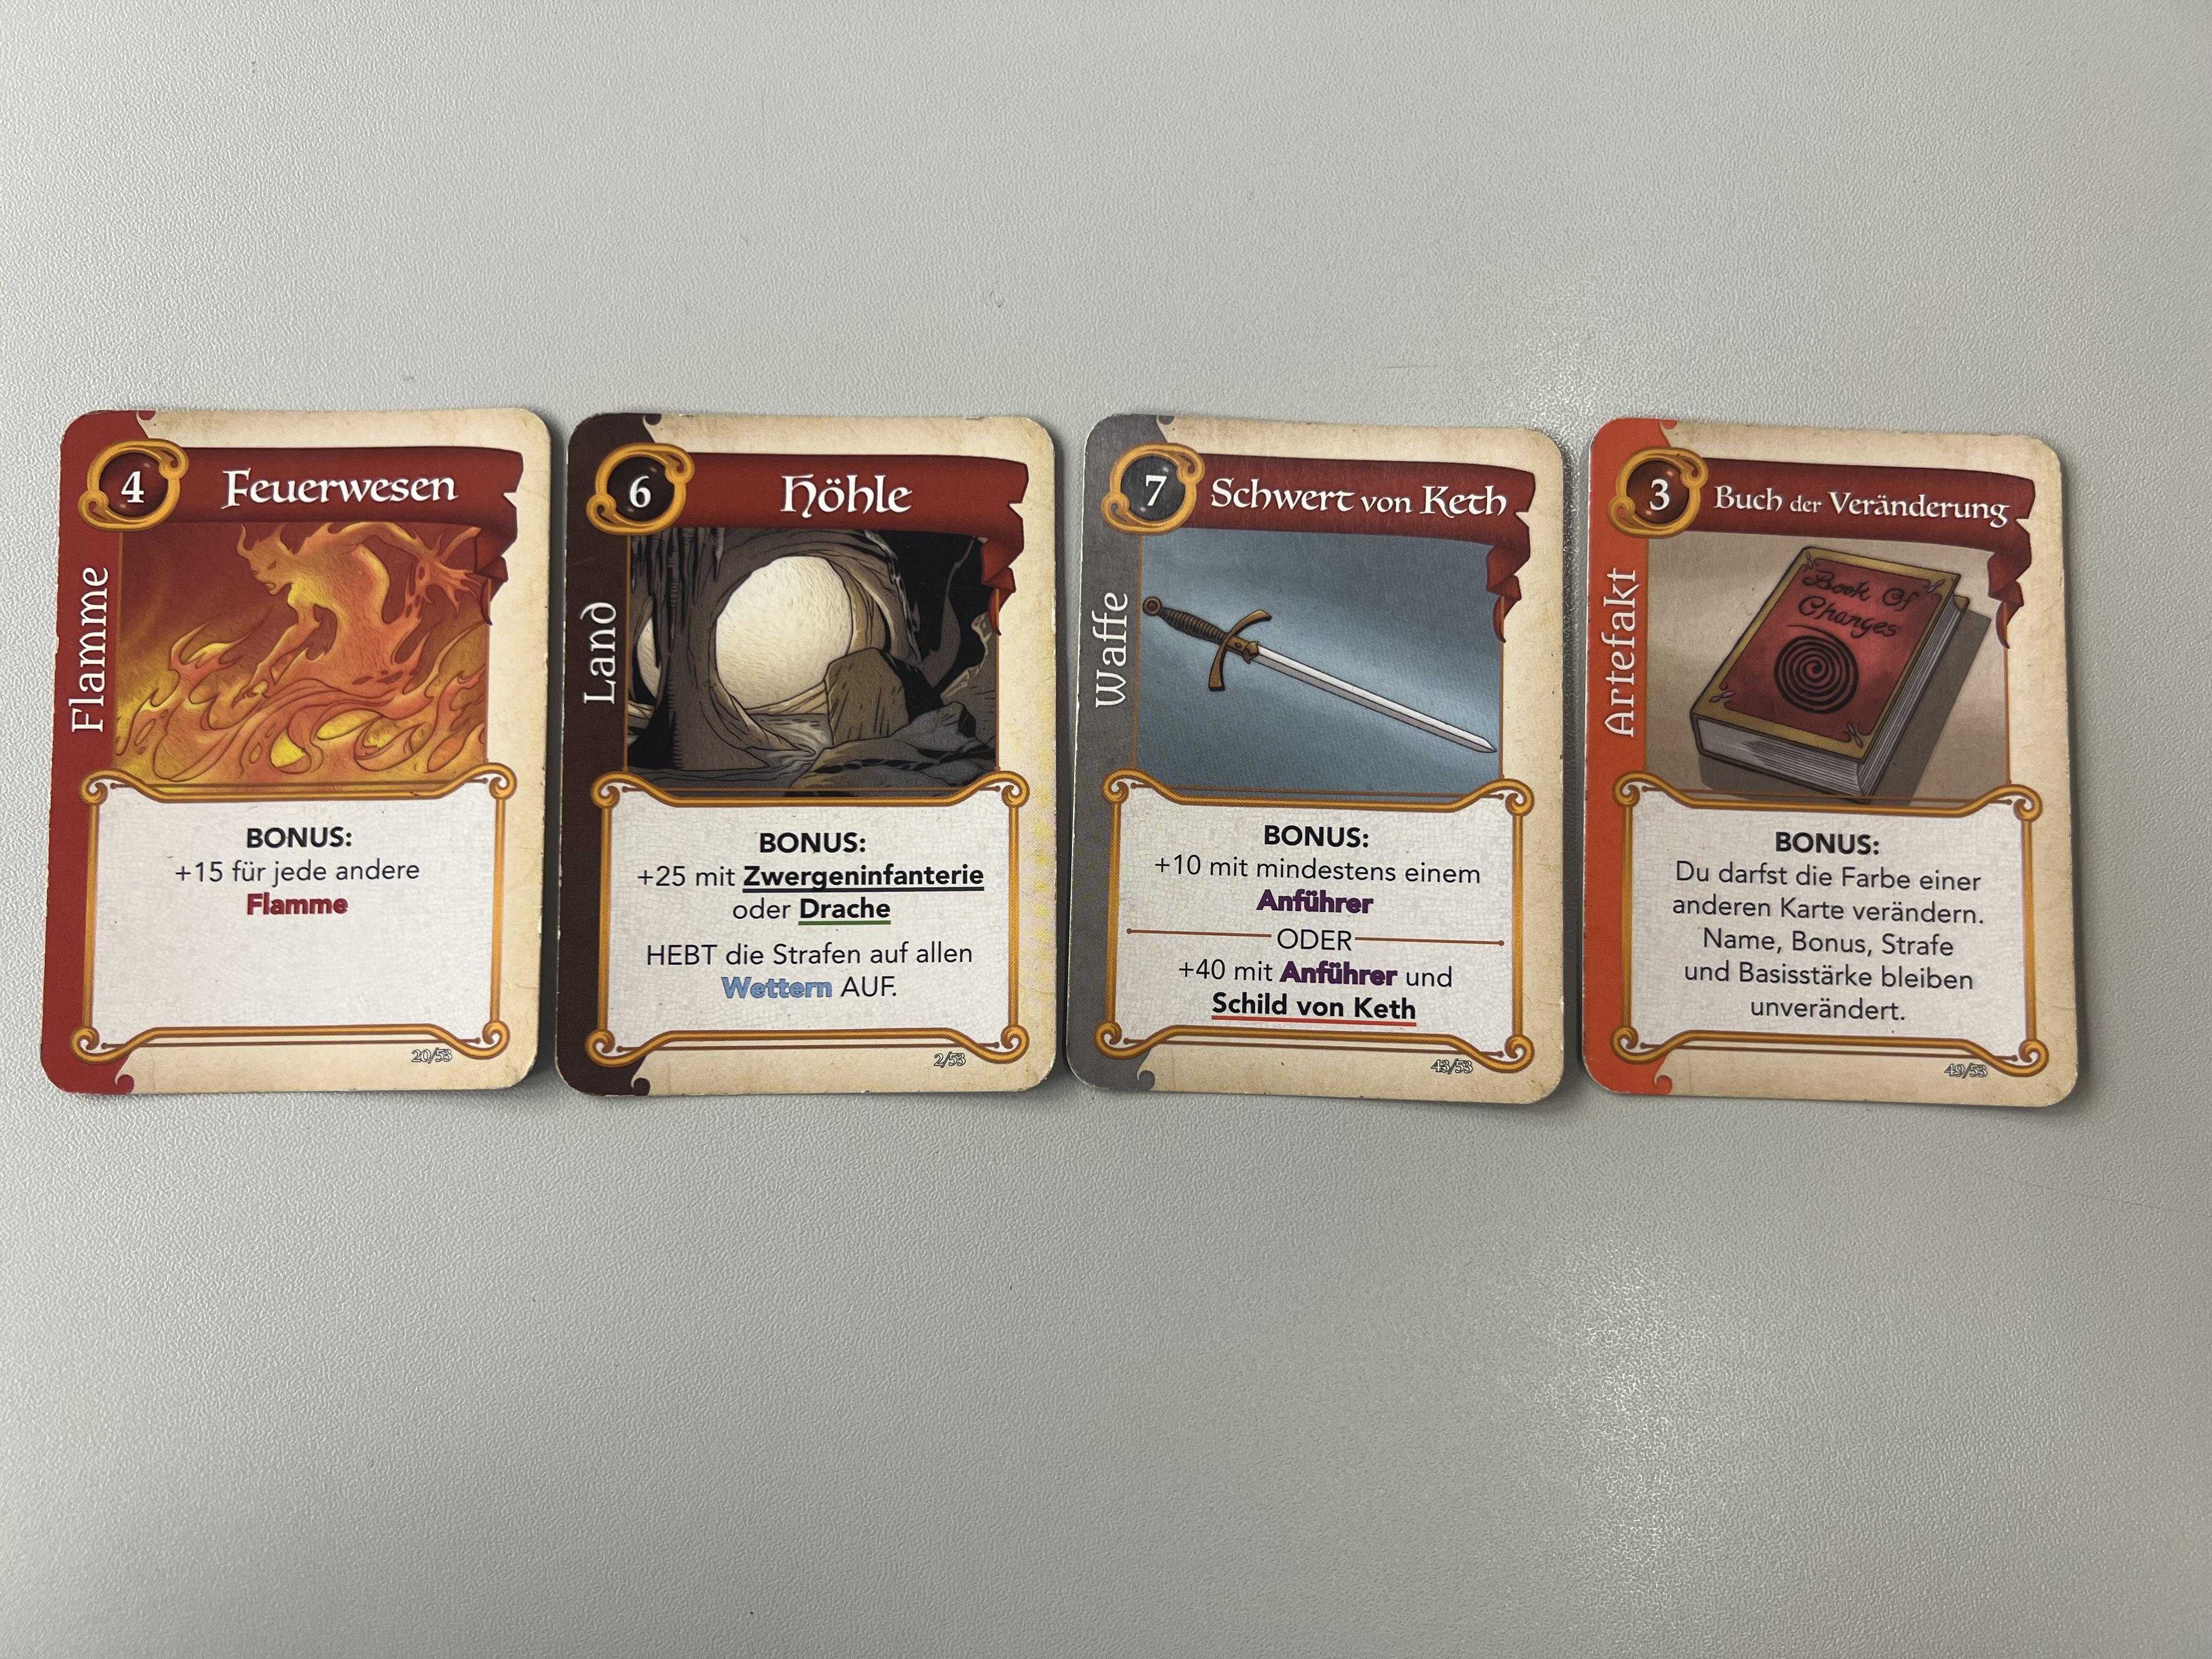 4
Feuerwesen
Flamme
BONUS:
+15 für jede andere
Flamme
20/53
6
Höhle
Land
BONUS:
+25 mit Zwergeninfanterie
oder Drache
HEBT die Strafen auf allen
Wettern AUF.
2/53
7
Schwert von Keth
Waffe
BONUS:
+10 mit mindestens einem
Anführer
ODER
+40 mit Anführer und
Schild von Keth
43/53
3
Buch der Veränderung
Artefakt
Book Of
Changes
BONUS:
Du darfst die Farbe einer
anderen Karte verändern.
Name, Bonus, Strafe
und Basisstärke bleiben
unverändert.
49/53